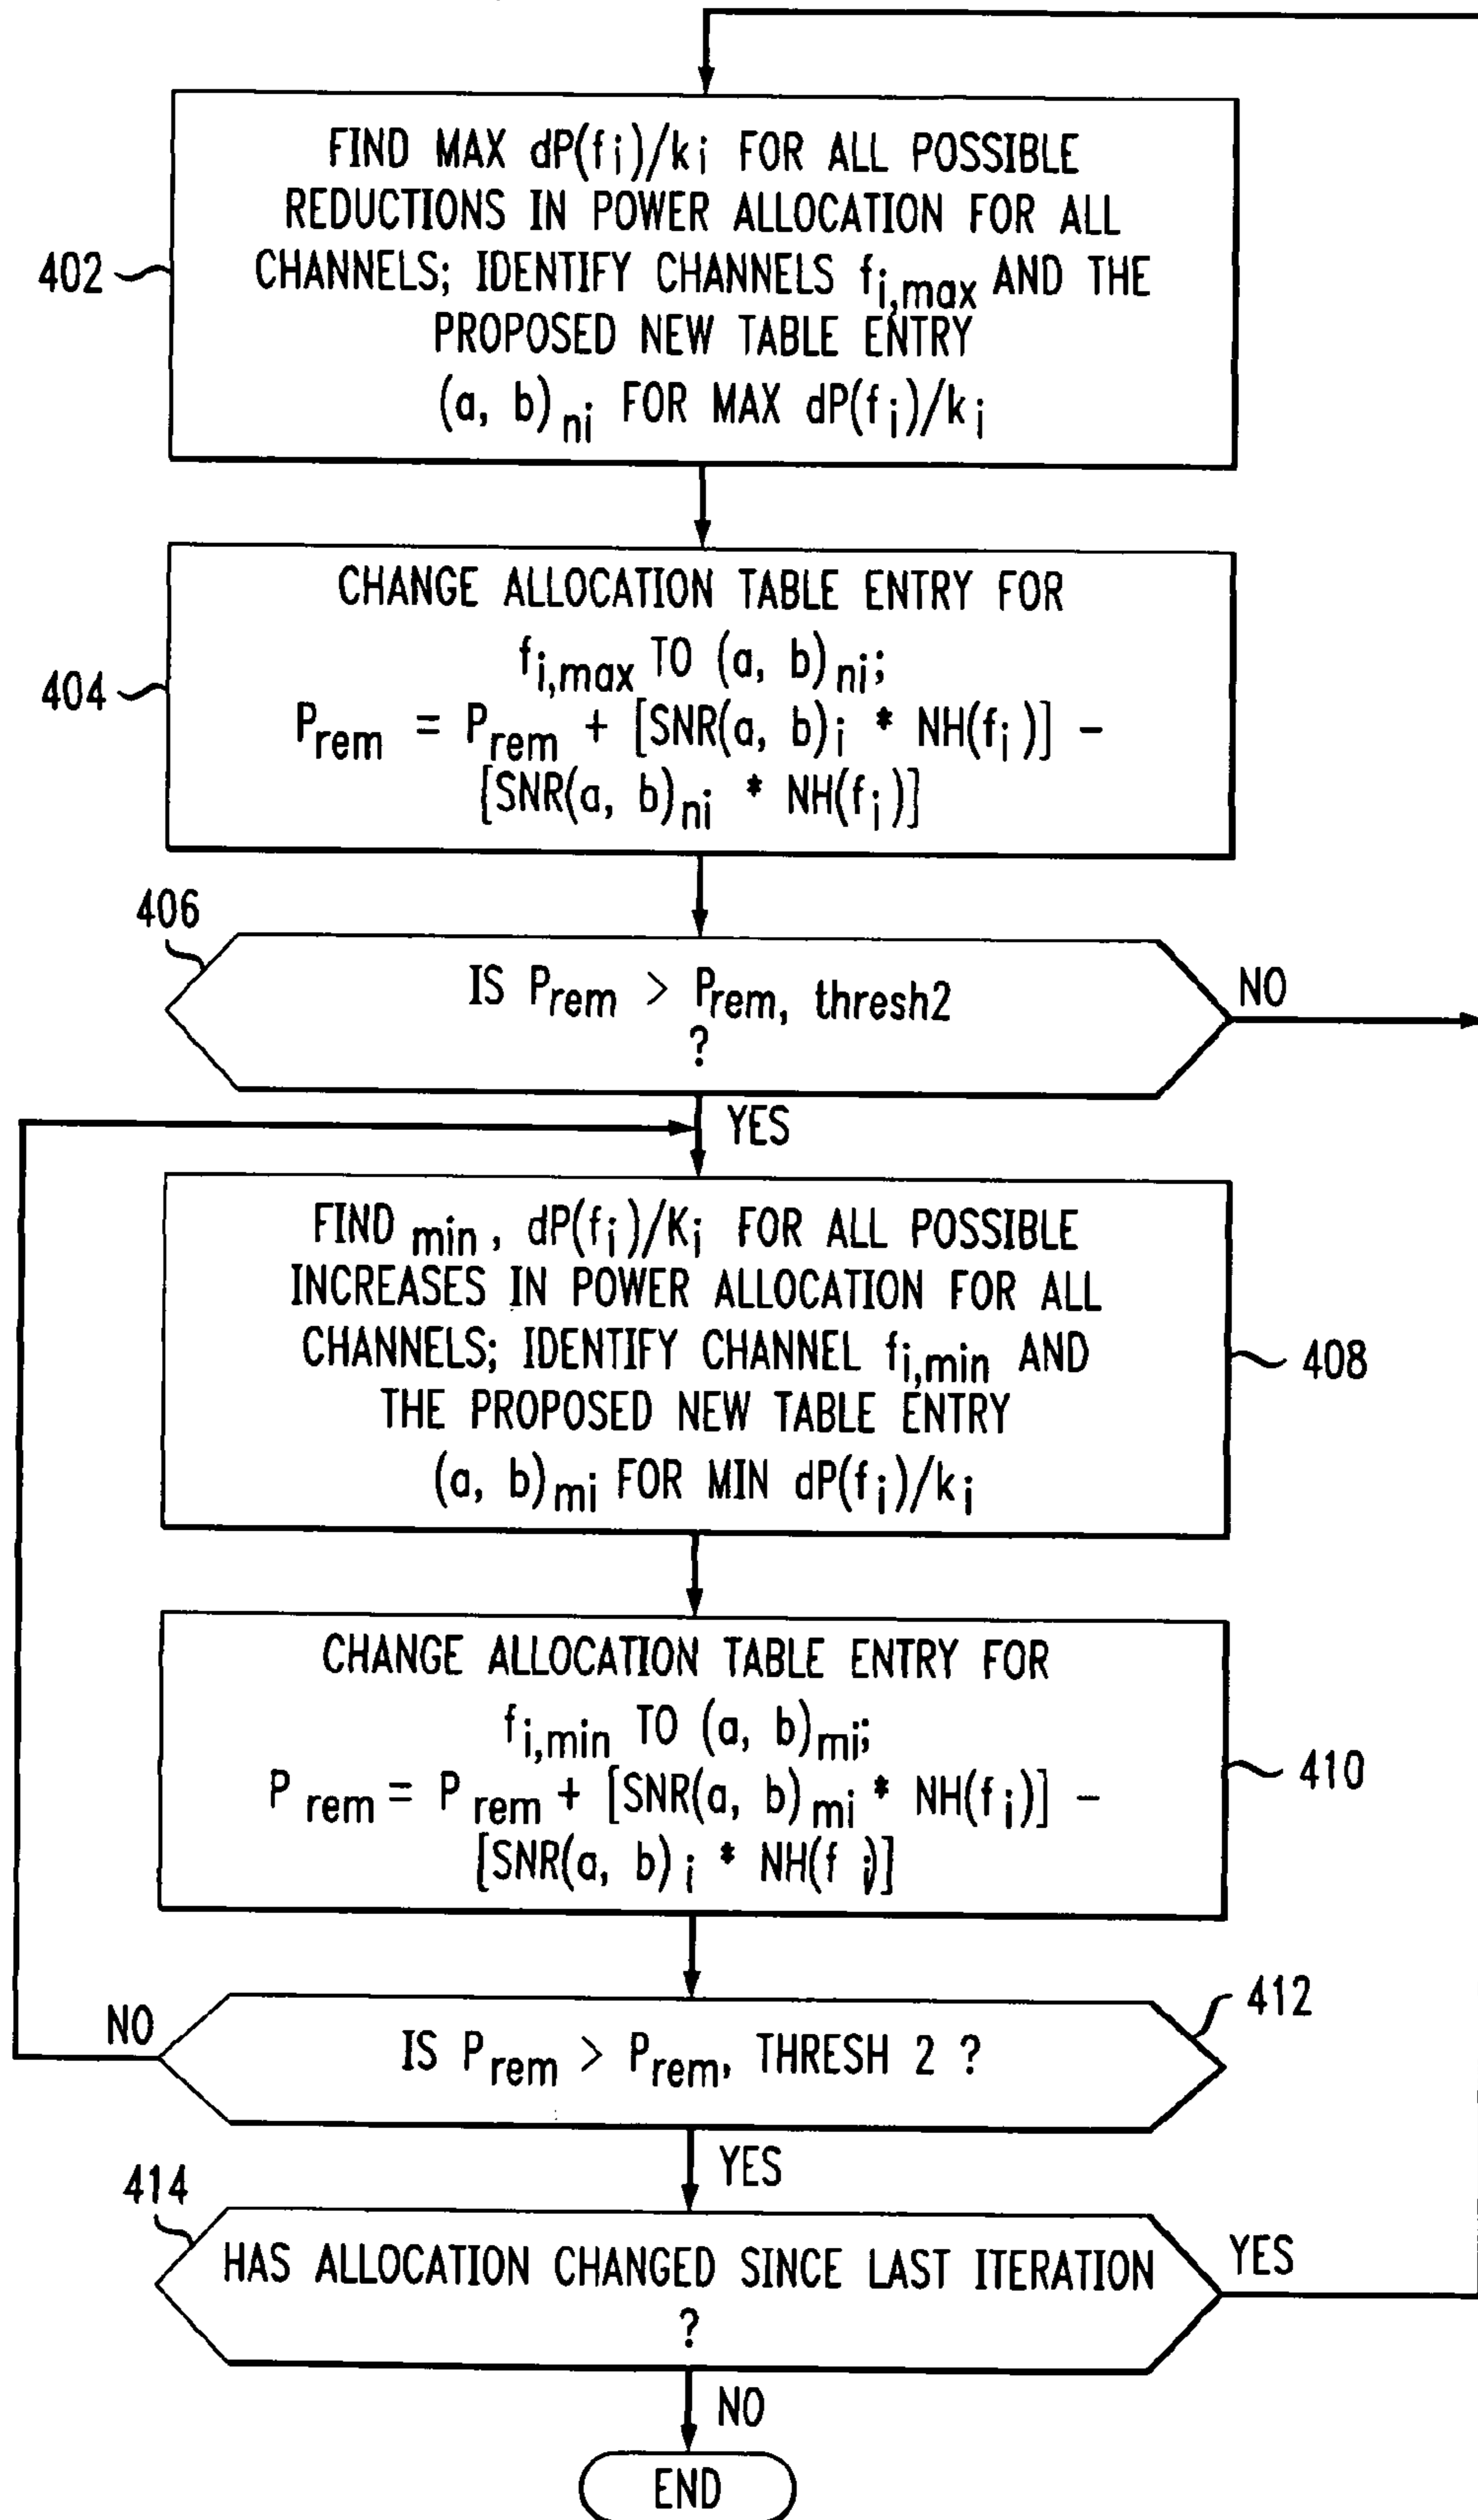 FIND MAX dP(fi)/ki FOR ALL POSSIBLE
REDUCTIONS IN POWER ALLOCATION FOR ALL
CHANNELS; IDENTIFY CHANNELS fi,max AND THE
PROPOSED NEW TABLE ENTRY
(a, b)ni FOR MAX dP(fi)/ki
402
CHANGE ALLOCATION TABLE ENTRY FOR
fi,max TO (a, b)ni;
Prem = Prem + [SNR(a, b)i * NH(fi)] -
[SNR(a, b)ni * NH(fi)]
404
406
IS Prem > Prem, thresh2
?
NO
YES
FIND min, dP(fi)/Ki FOR ALL POSSIBLE
INCREASES IN POWER ALLOCATION FOR ALL
CHANNELS; IDENTIFY CHANNEL fi,min AND
THE PROPOSED NEW TABLE ENTRY
(a, b)mi FOR MIN dP(fi)/ki
408
CHANGE ALLOCATION TABLE ENTRY FOR
fi,min TO (a, b)mi;
Prem = Prem + [SNR(a, b)mi * NH(fi)] -
[SNR(a, b)i * NH(fi)]
410
412
NO
IS Prem > Prem, THRESH 2 ?
YES
414
HAS ALLOCATION CHANGED SINCE LAST ITERATION
?
YES
NO
END